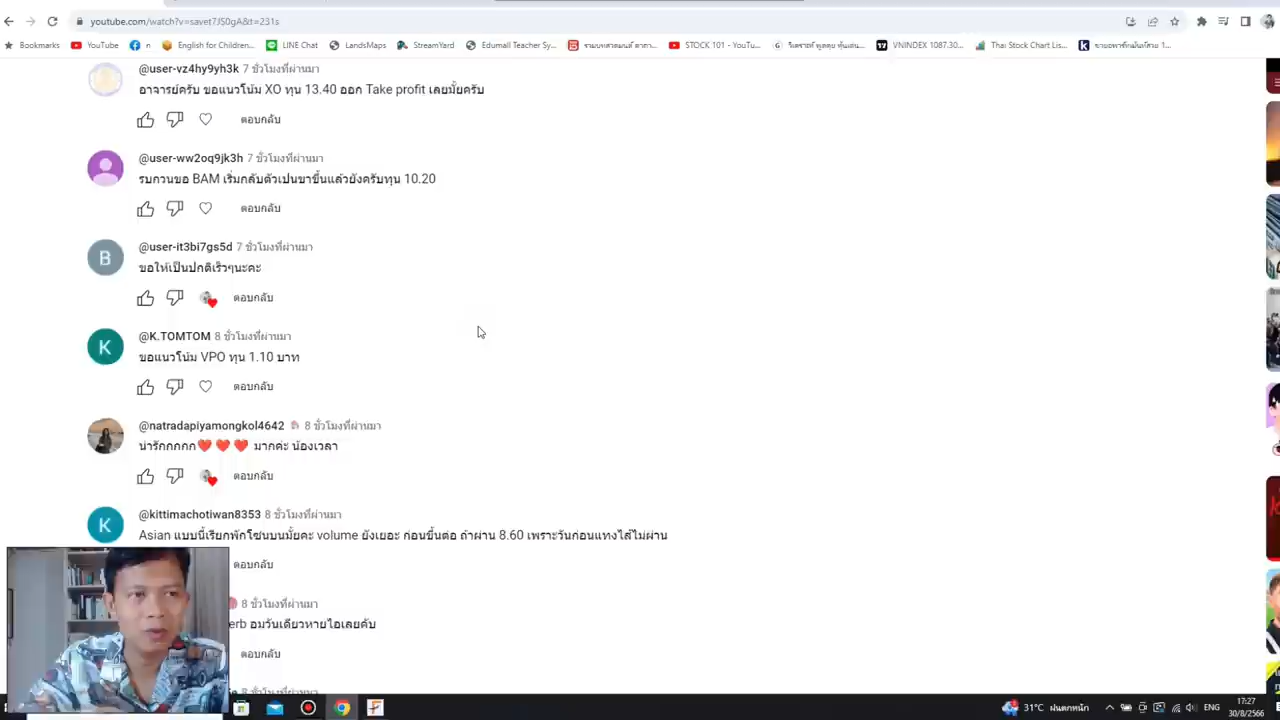 youtube.com/watch?v=savet7JS0gA&t=231s
Bookmarks YouTube n English for Children... LINE Chat LandsMaps StreamYard Edumall Teacher Sy... STOCK 101 - YouTu... VNINDEX 1087.30... Thai Stock Chart Lis...
@user-vz4hy9yh3k 7 ชั่วโมงที่ผ่านมา
อาจารย์ครับ ขอแนวโน้ม XO ทุน 13.40 ออก Take profit เลยมั้ยครับ
ตอบกลับ
@user-ww2oq9jk3h 7 ชั่วโมงที่ผ่านมา
รบกวนขอ BAM เริ่มกลับตัวเปนขาขึ้นแล้วยังครับทุน 10.20
ตอบกลับ
B
@user-it3bi7gs5d 7 ชั่วโมงที่ผ่านมา
ขอให้เป็นปกติเร็วๆนะคะ
ตอบกลับ
K
@K.TOMTOM 8 ชั่วโมงที่ผ่านมา
ขอแนวโน้ม VPO ทุน 1.10 บาท
ตอบกลับ
@natradapiyamongkol4642 8 ชั่วโมงที่ผ่านมา
น่ารักกกกก❤️ ❤️ ❤️ มากค่ะ น้องเวลา
ตอบกลับ
K
@kittimachotiwan8353 8 ชั่วโมงที่ผ่านมา
Asian แบบนี้เรียกพักโซนบนมั้ยคะ volume ยังเยอะ ก่อนขึ้นต่อ ถ้าผ่าน 8.60 เพราะวันก่อนแทงไส้ไม่ผ่าน
ตอบกลับ
8 ชั่วโมงที่ผ่านมา
erb อมวันเดียวหายไอเลยคับ
ตอบกลับ
8 ชั่วโมงที่ผ่านมา
31°C ฝนตกหนัก ENG 17:27
30/8/2566